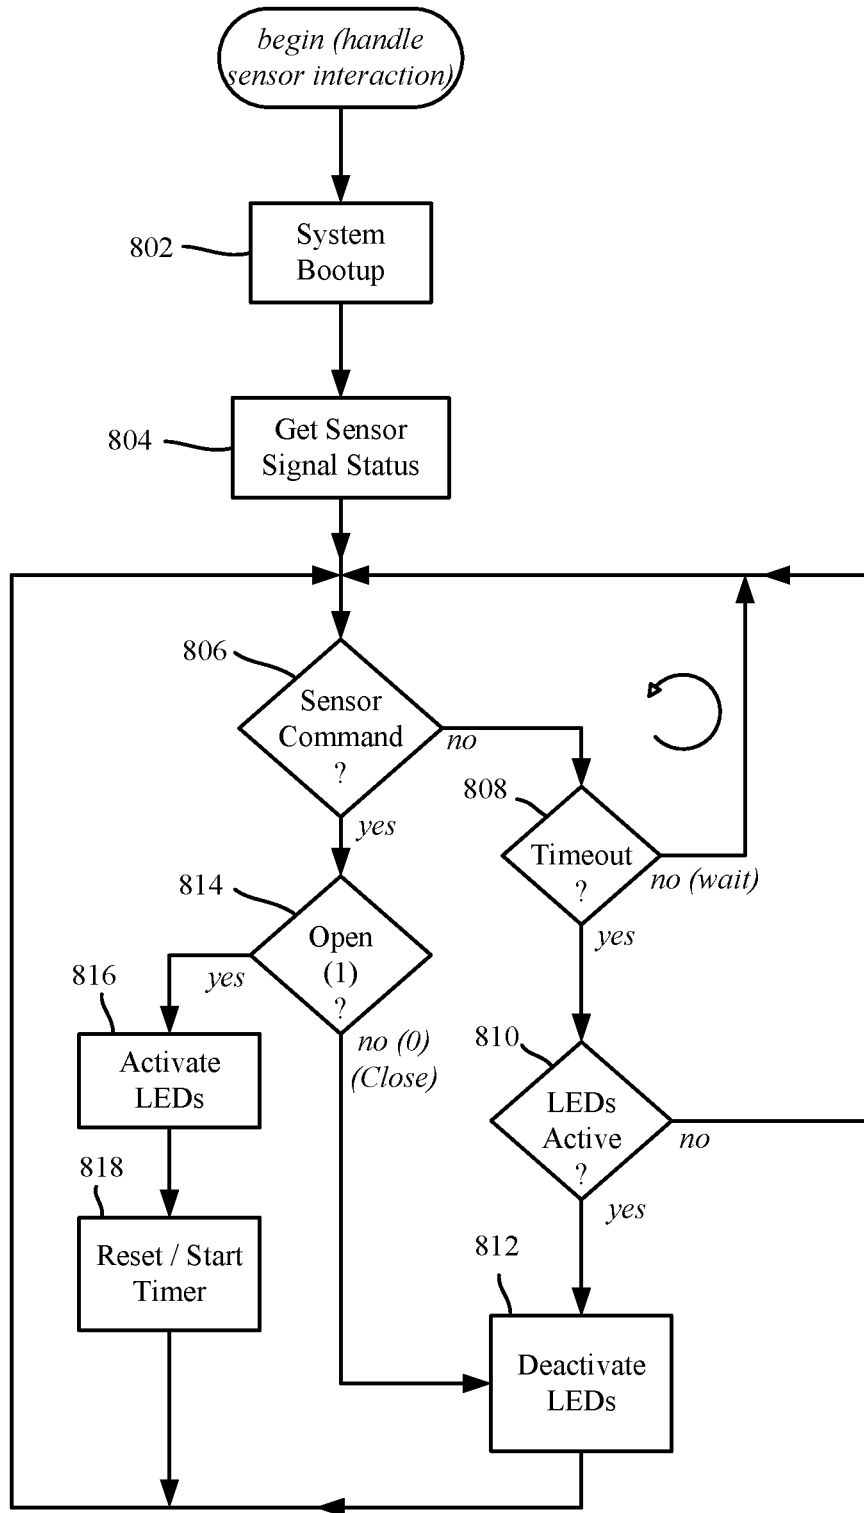 begin (handle
sensor interaction)
802
System
Bootup
804
Get Sensor
Signal Status
806
Sensor
Command
?
no
yes
808
Timeout
?
no (wait)
yes
814
Open
(1)
?
yes
no (0)
(Close)
816
Activate
LEDs
810
LEDs
Active
?
no
yes
818
Reset / Start
Timer
812
Deactivate
LEDs